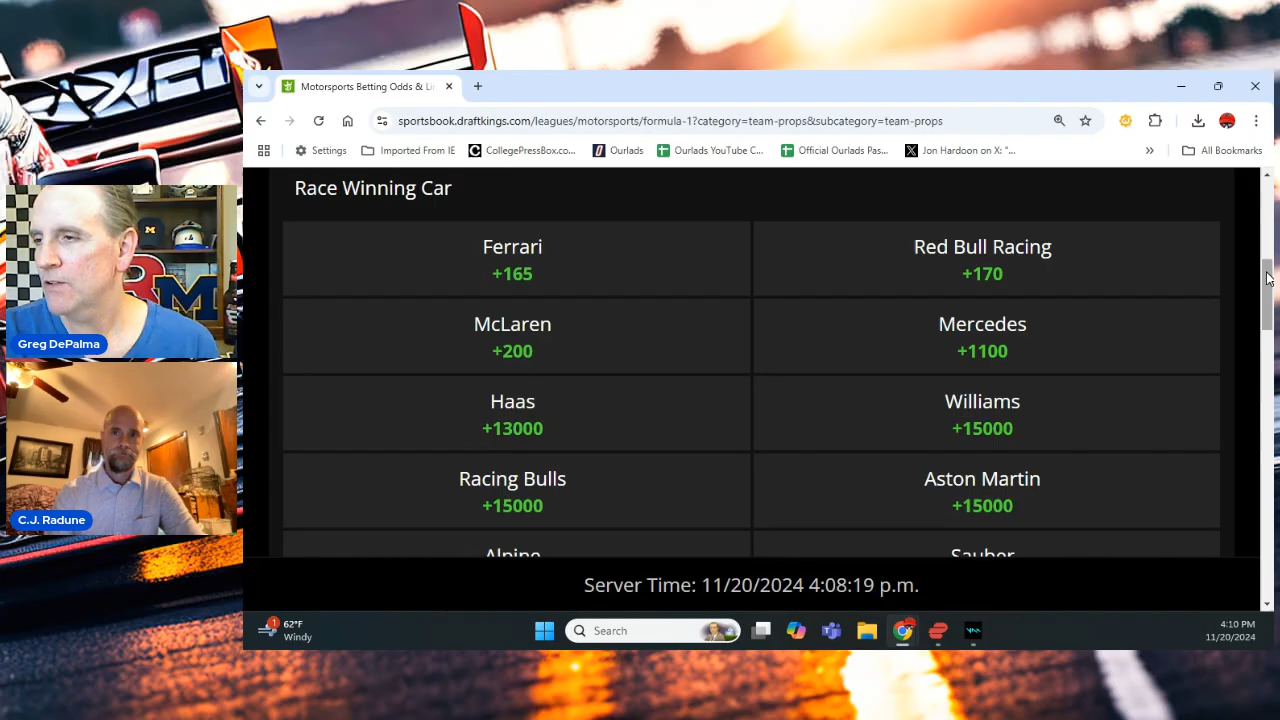 Motorsports Betting Odds & Li
sportsbook.draftkings.com/leagues/motorsports/formula-1?category=team-props&subcategory=team-props
Settings
Imported From IE
CollegePressBox.co...
Ourlads
Ourlads YouTube C...
Official Ourlads Pas...
Jon Hardoon on X: "...
All Bookmarks
Race Winning Car
Ferrari
+165
Red Bull Racing
+170
McLaren
+200
Mercedes
+1100
Haas
+13000
Williams
+15000
Racing Bulls
+15000
Aston Martin
+15000
Alpine
Sauber
Server Time: 11/20/2024 4:08:19 p.m.
Greg DePalma
C.J. Radune
1
62°F
Windy
Search
4:10 PM
11/20/2024